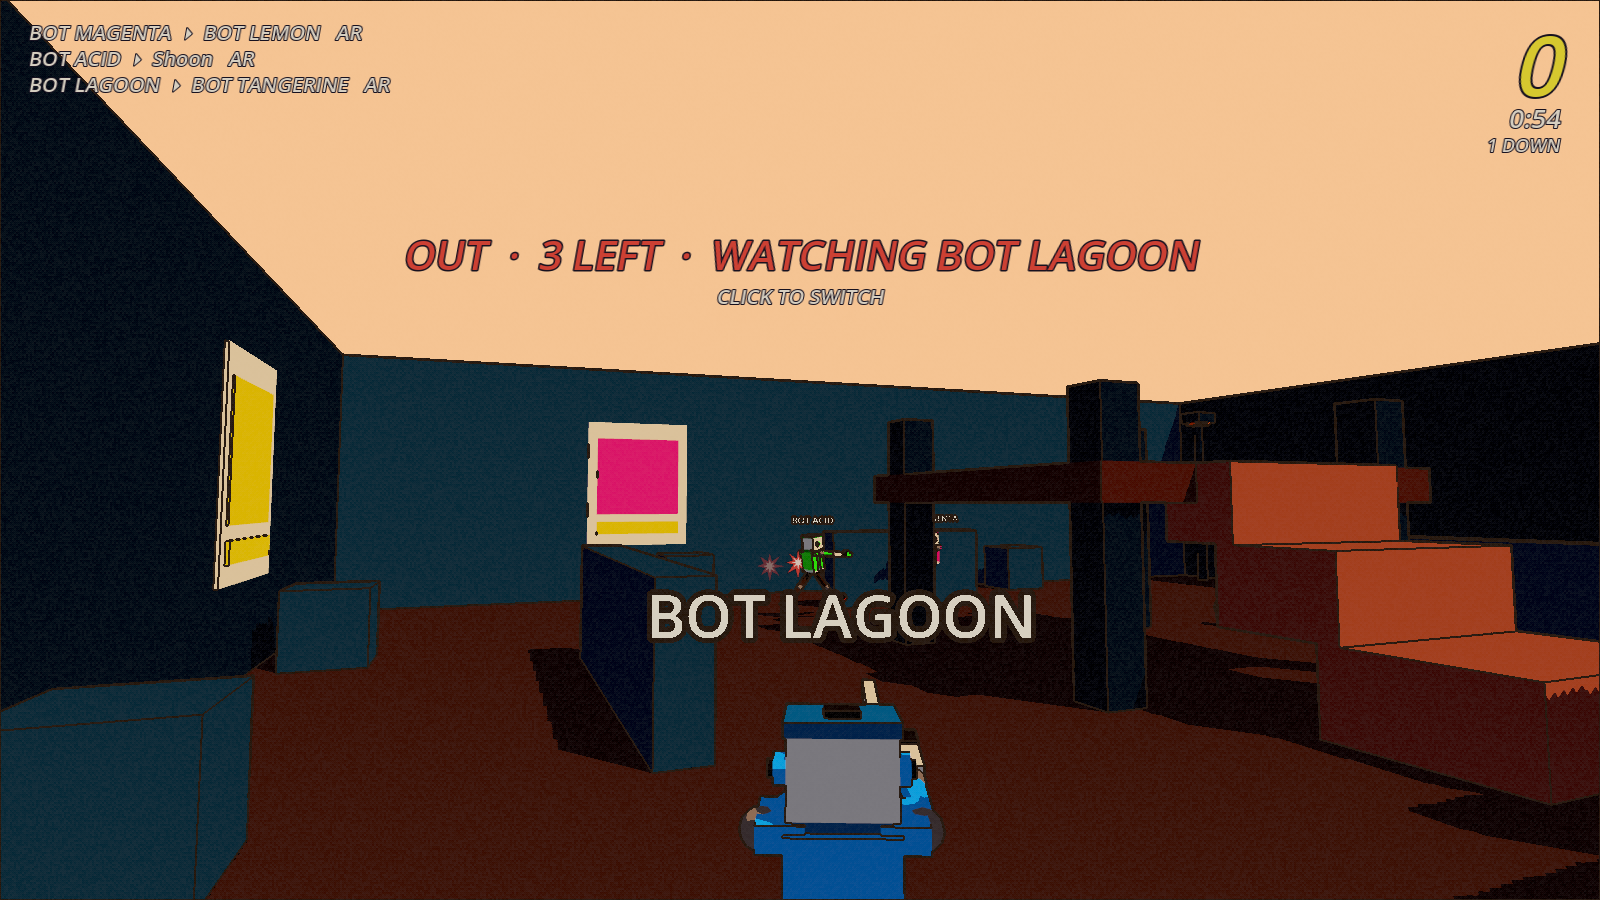 BOT MAGENTA ▷ BOT LEMON AR
BOT ACID ▷ Shoon AR
BOT LAGOON ▷ BOT TANGERINE AR
0
0:54
1 DOWN
OUT · 3 LEFT · WATCHING BOT LAGOON
CLICK TO SWITCH
BOT ACID
BOT LAGOON